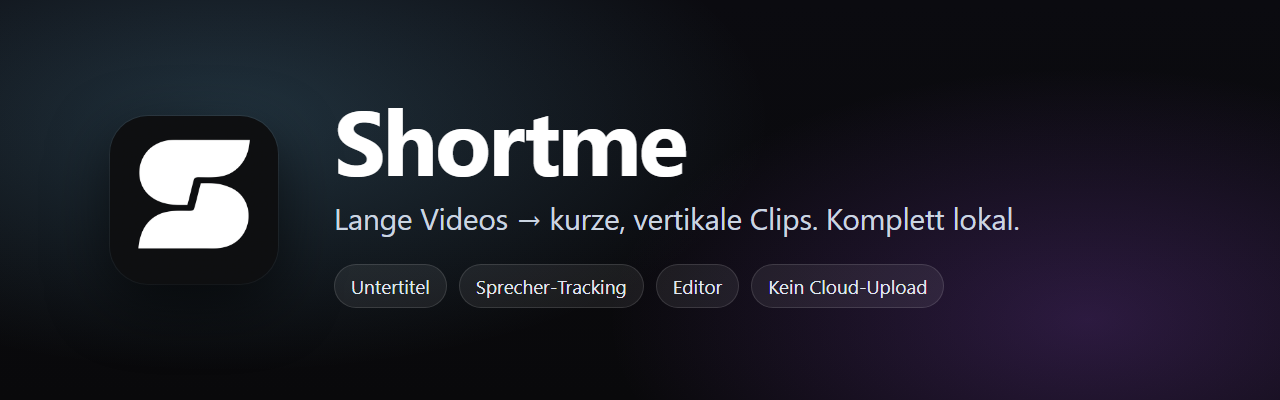 Shortme
Lange Videos → kurze, vertikale Clips. Komplett lokal.
Untertitel
Sprecher-Tracking
Editor
Kein Cloud-Upload